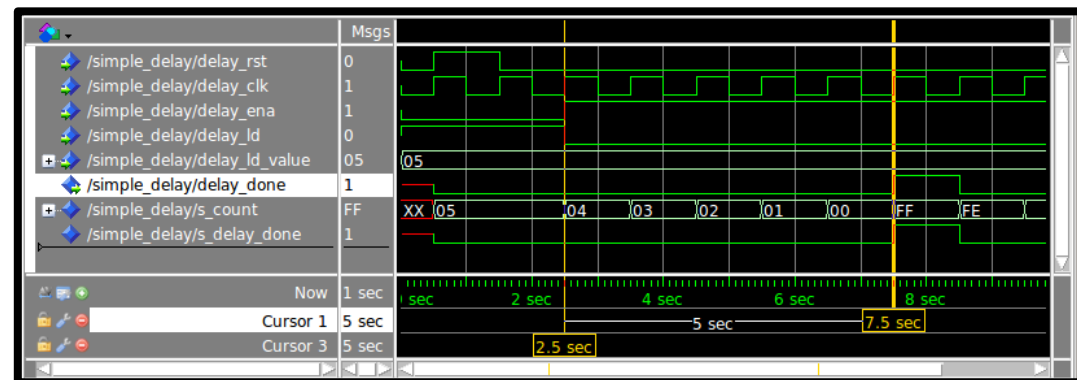 Msgs
/simple_delay/delay_rst 0
/simple_delay/delay_clk 1
/simple_delay/delay_ena 1
/simple_delay/delay_ld 0
/simple_delay/delay_ld_value 05 05
/simple_delay/delay_done 1
/simple_delay/s_count FF XX 05 04 03 02 01 00 FF FE
/simple_delay/s_delay_done 1
Now 1 sec sec 2 sec 4 sec 6 sec 8 sec
Cursor 1 5 sec 5 sec 7.5 sec
Cursor 3 5 sec 2.5 sec